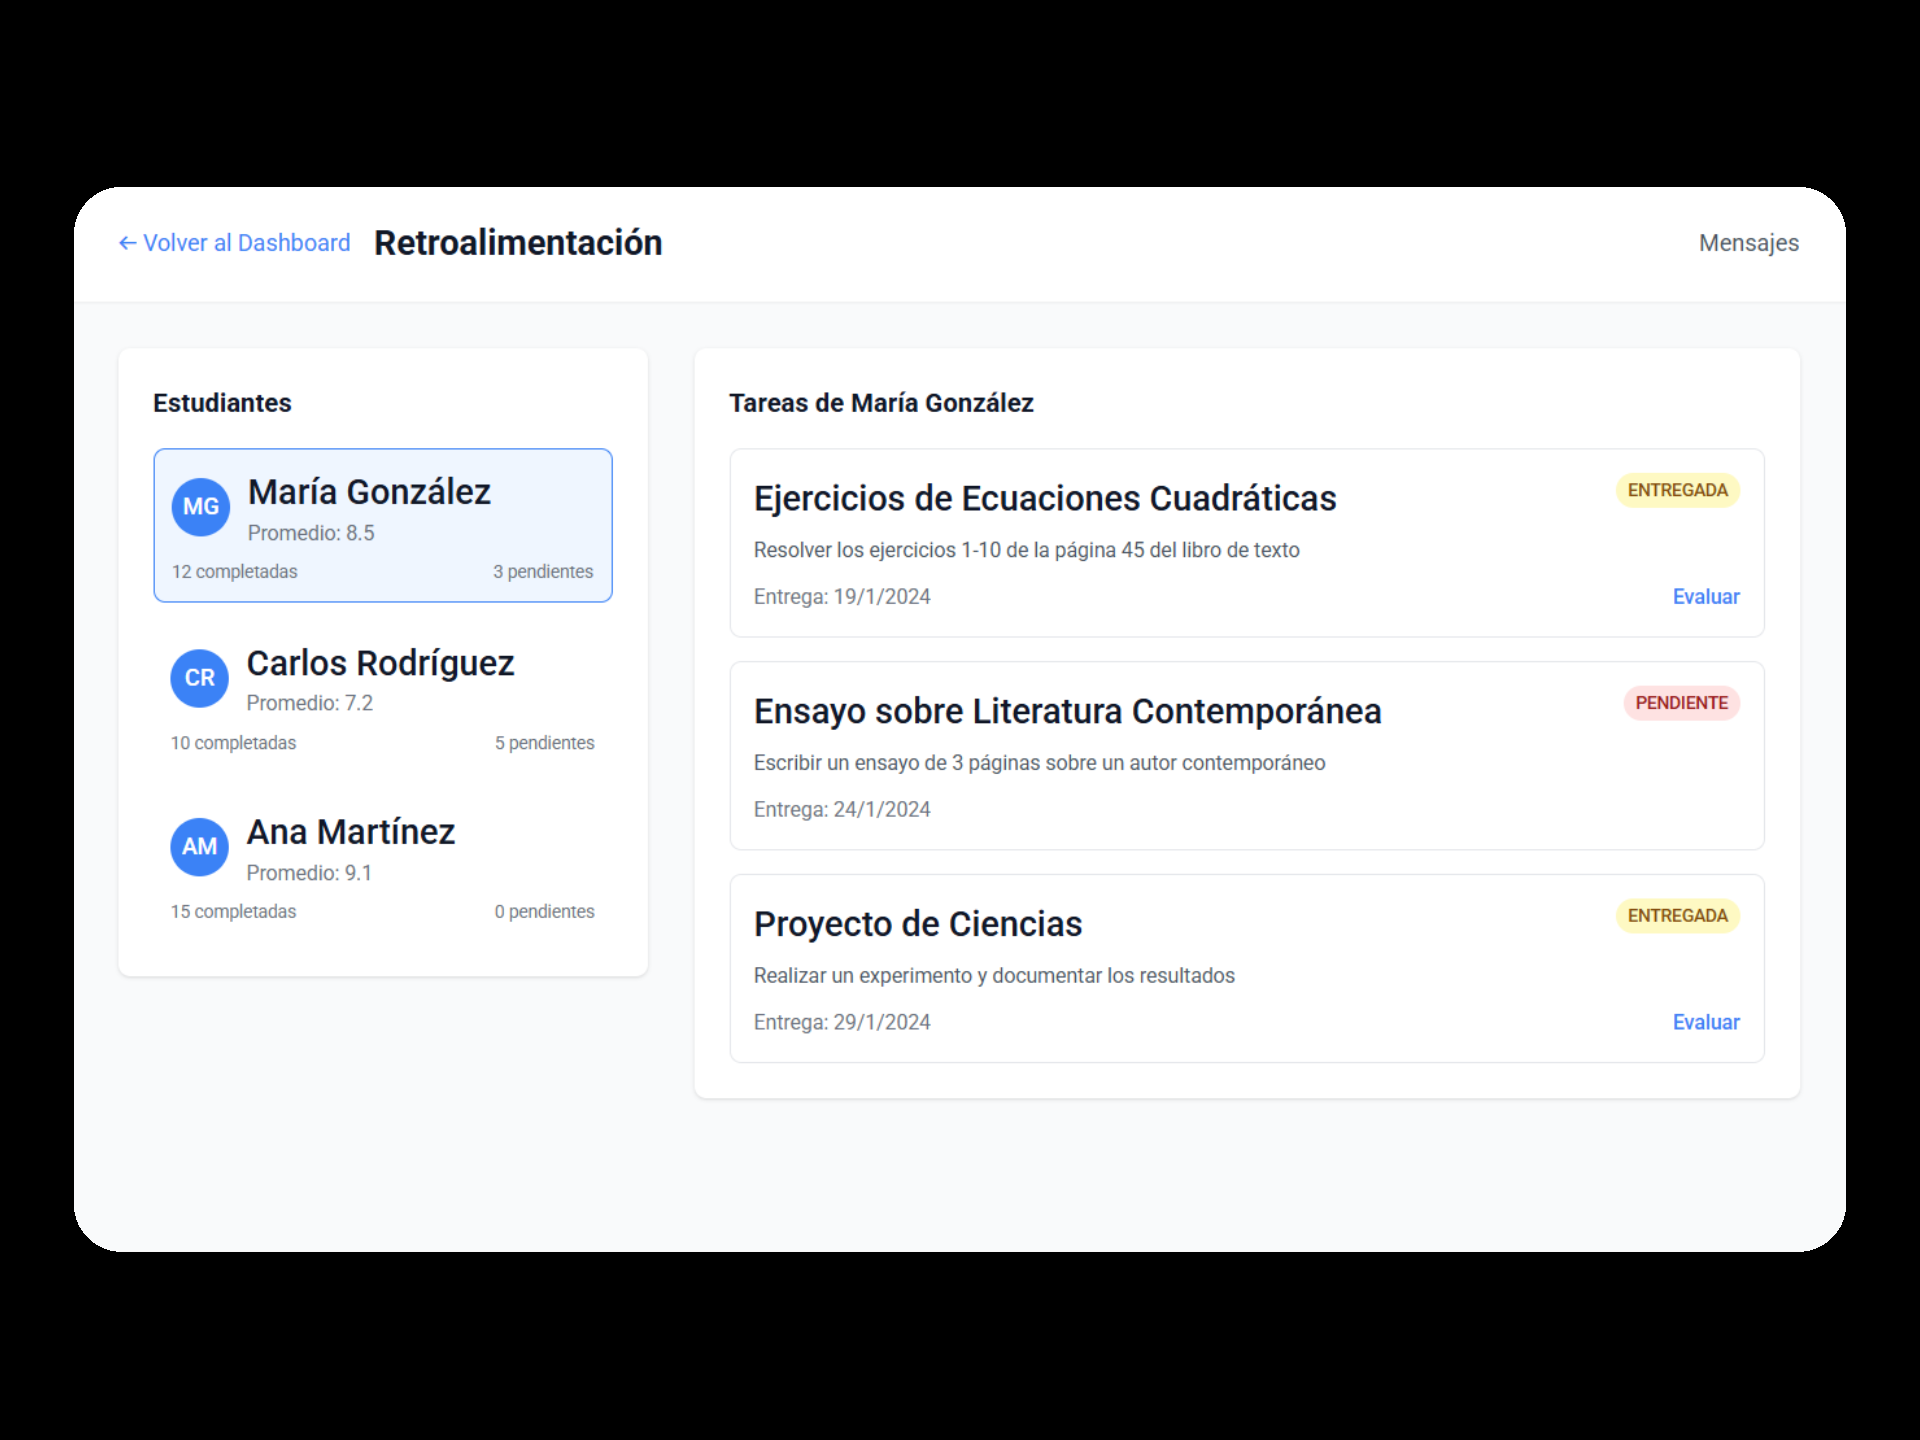 ← Volver al Dashboard Retroalimentación Mensajes
Estudiantes
MG María González
Promedio: 8.5
12 completadas 3 pendientes
CR Carlos Rodríguez
Promedio: 7.2
10 completadas 5 pendientes
AM Ana Martínez
Promedio: 9.1
15 completadas 0 pendientes
Tareas de María González
Ejercicios de Ecuaciones Cuadráticas ENTREGADA
Resolver los ejercicios 1-10 de la página 45 del libro de texto
Entrega: 19/1/2024 Evaluar
Ensayo sobre Literatura Contemporánea PENDIENTE
Escribir un ensayo de 3 páginas sobre un autor contemporáneo
Entrega: 24/1/2024
Proyecto de Ciencias ENTREGADA
Realizar un experimento y documentar los resultados
Entrega: 29/1/2024 Evaluar